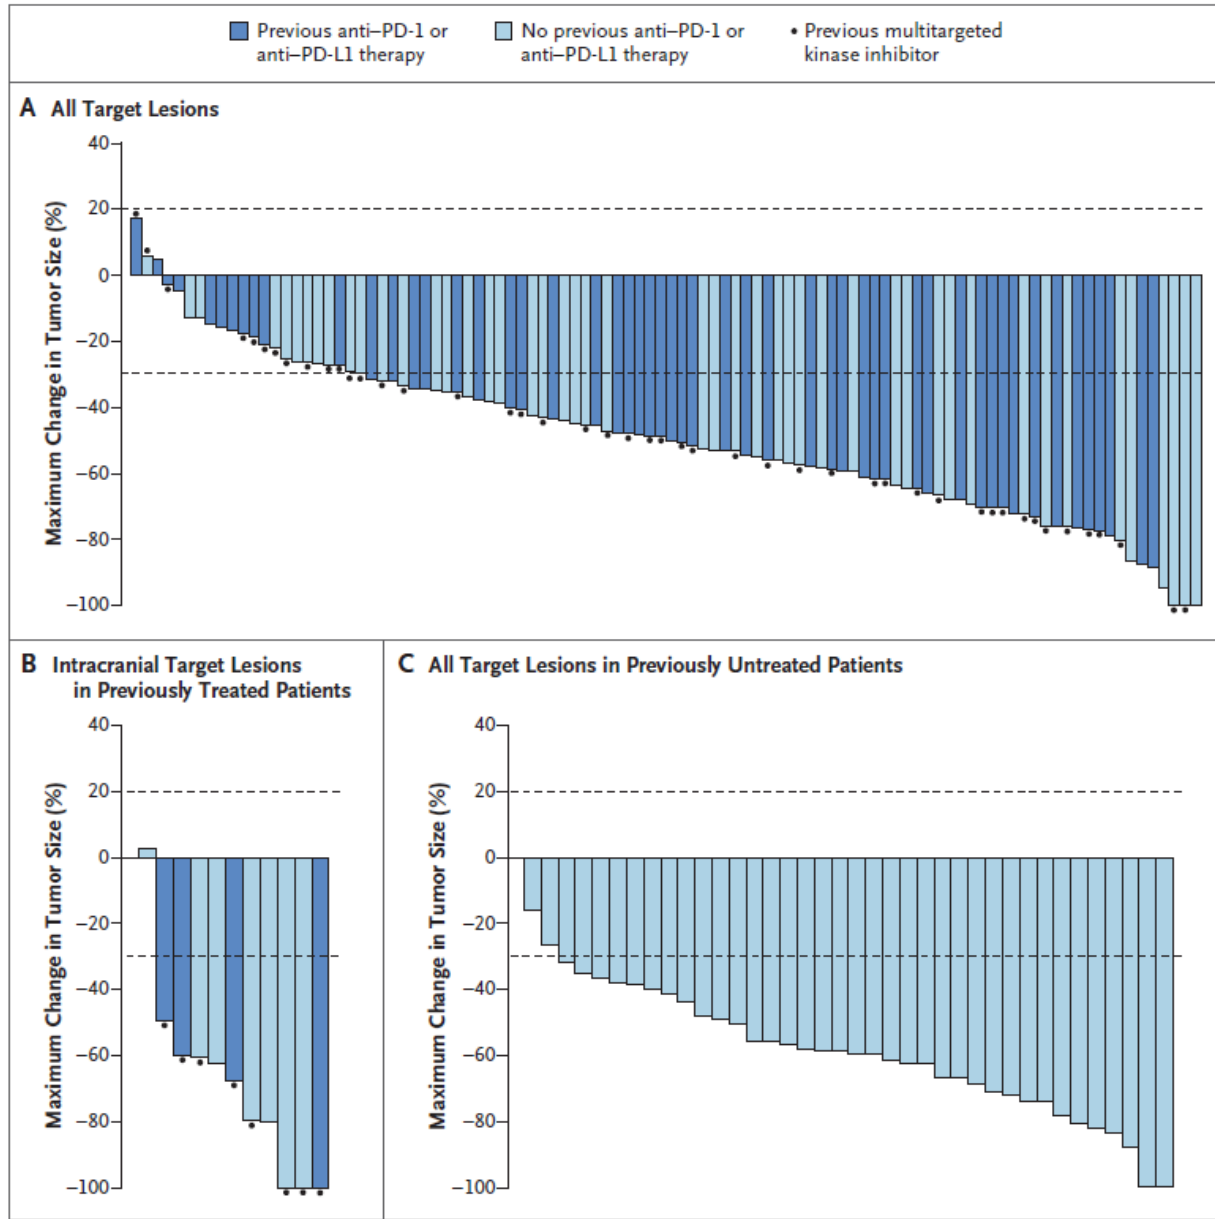 Previous anti–PD-1 or
anti–PD-L1 therapy
No previous anti–PD-1 or
anti–PD-L1 therapy
Previous multitargeted
kinase inhibitor
A All Target Lesions
Maximum Change in Tumor Size (%)
40
20
0
−20
−40
−60
−80
−100
B Intracranial Target Lesions
in Previously Treated Patients
Maximum Change in Tumor Size (%)
40
20
0
−20
−40
−60
−80
−100
C All Target Lesions in Previously Untreated Patients
Maximum Change in Tumor Size (%)
40
20
0
−20
−40
−60
−80
−100